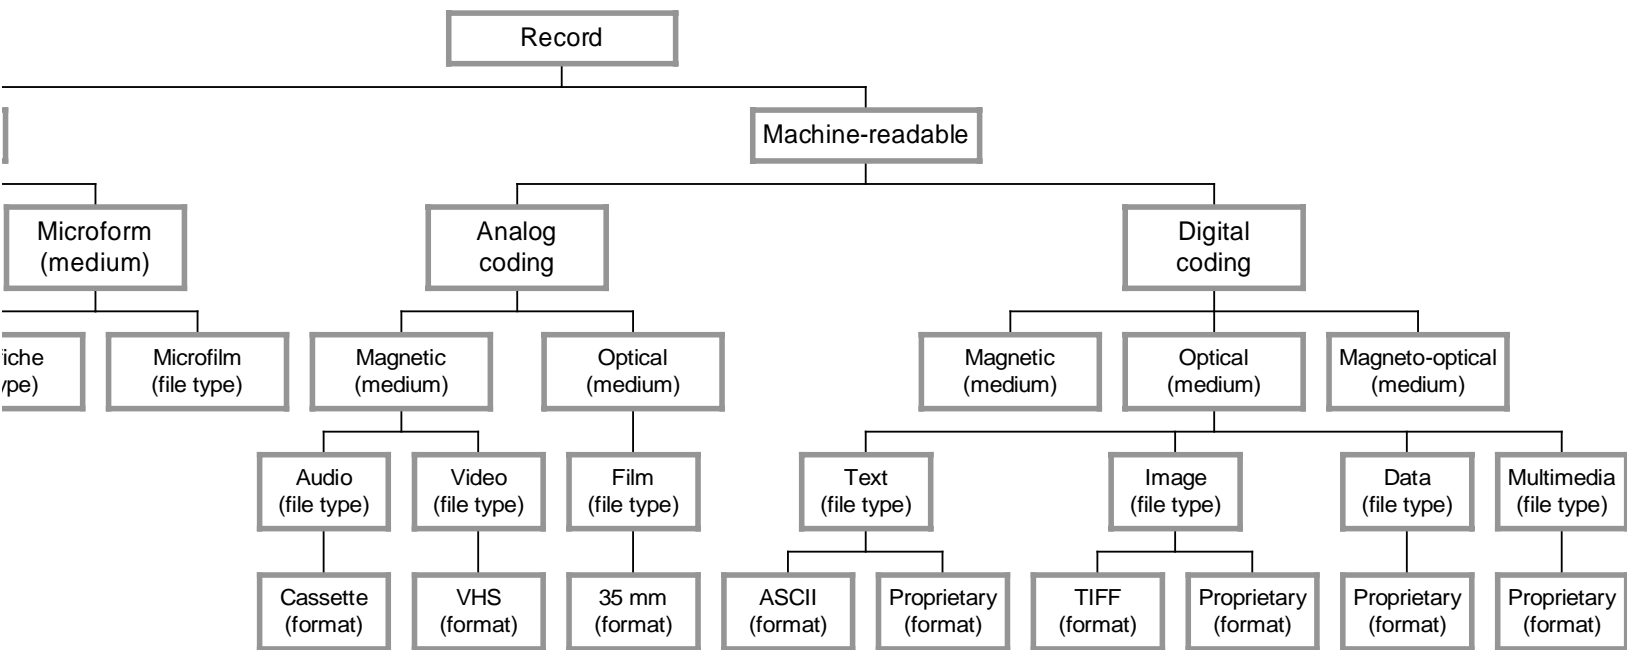 Record
Machine-readable
Microform
(medium)
Analog
coding
Digital
coding
Microfilm
(file type)
Magnetic
(medium)
Optical
(medium)
Magnetic
(medium)
Optical
(medium)
Magneto-optical
(medium)
Audio
(file type)
Video
(file type)
Film
(file type)
Text
(file type)
Image
(file type)
Data
(file type)
Multimedia
(file type)
Cassette
(format)
VHS
(format)
35 mm
(format)
ASCII
(format)
Proprietary
(format)
TIFF
(format)
Proprietary
(format)
Proprietary
(format)
Proprietary
(format)